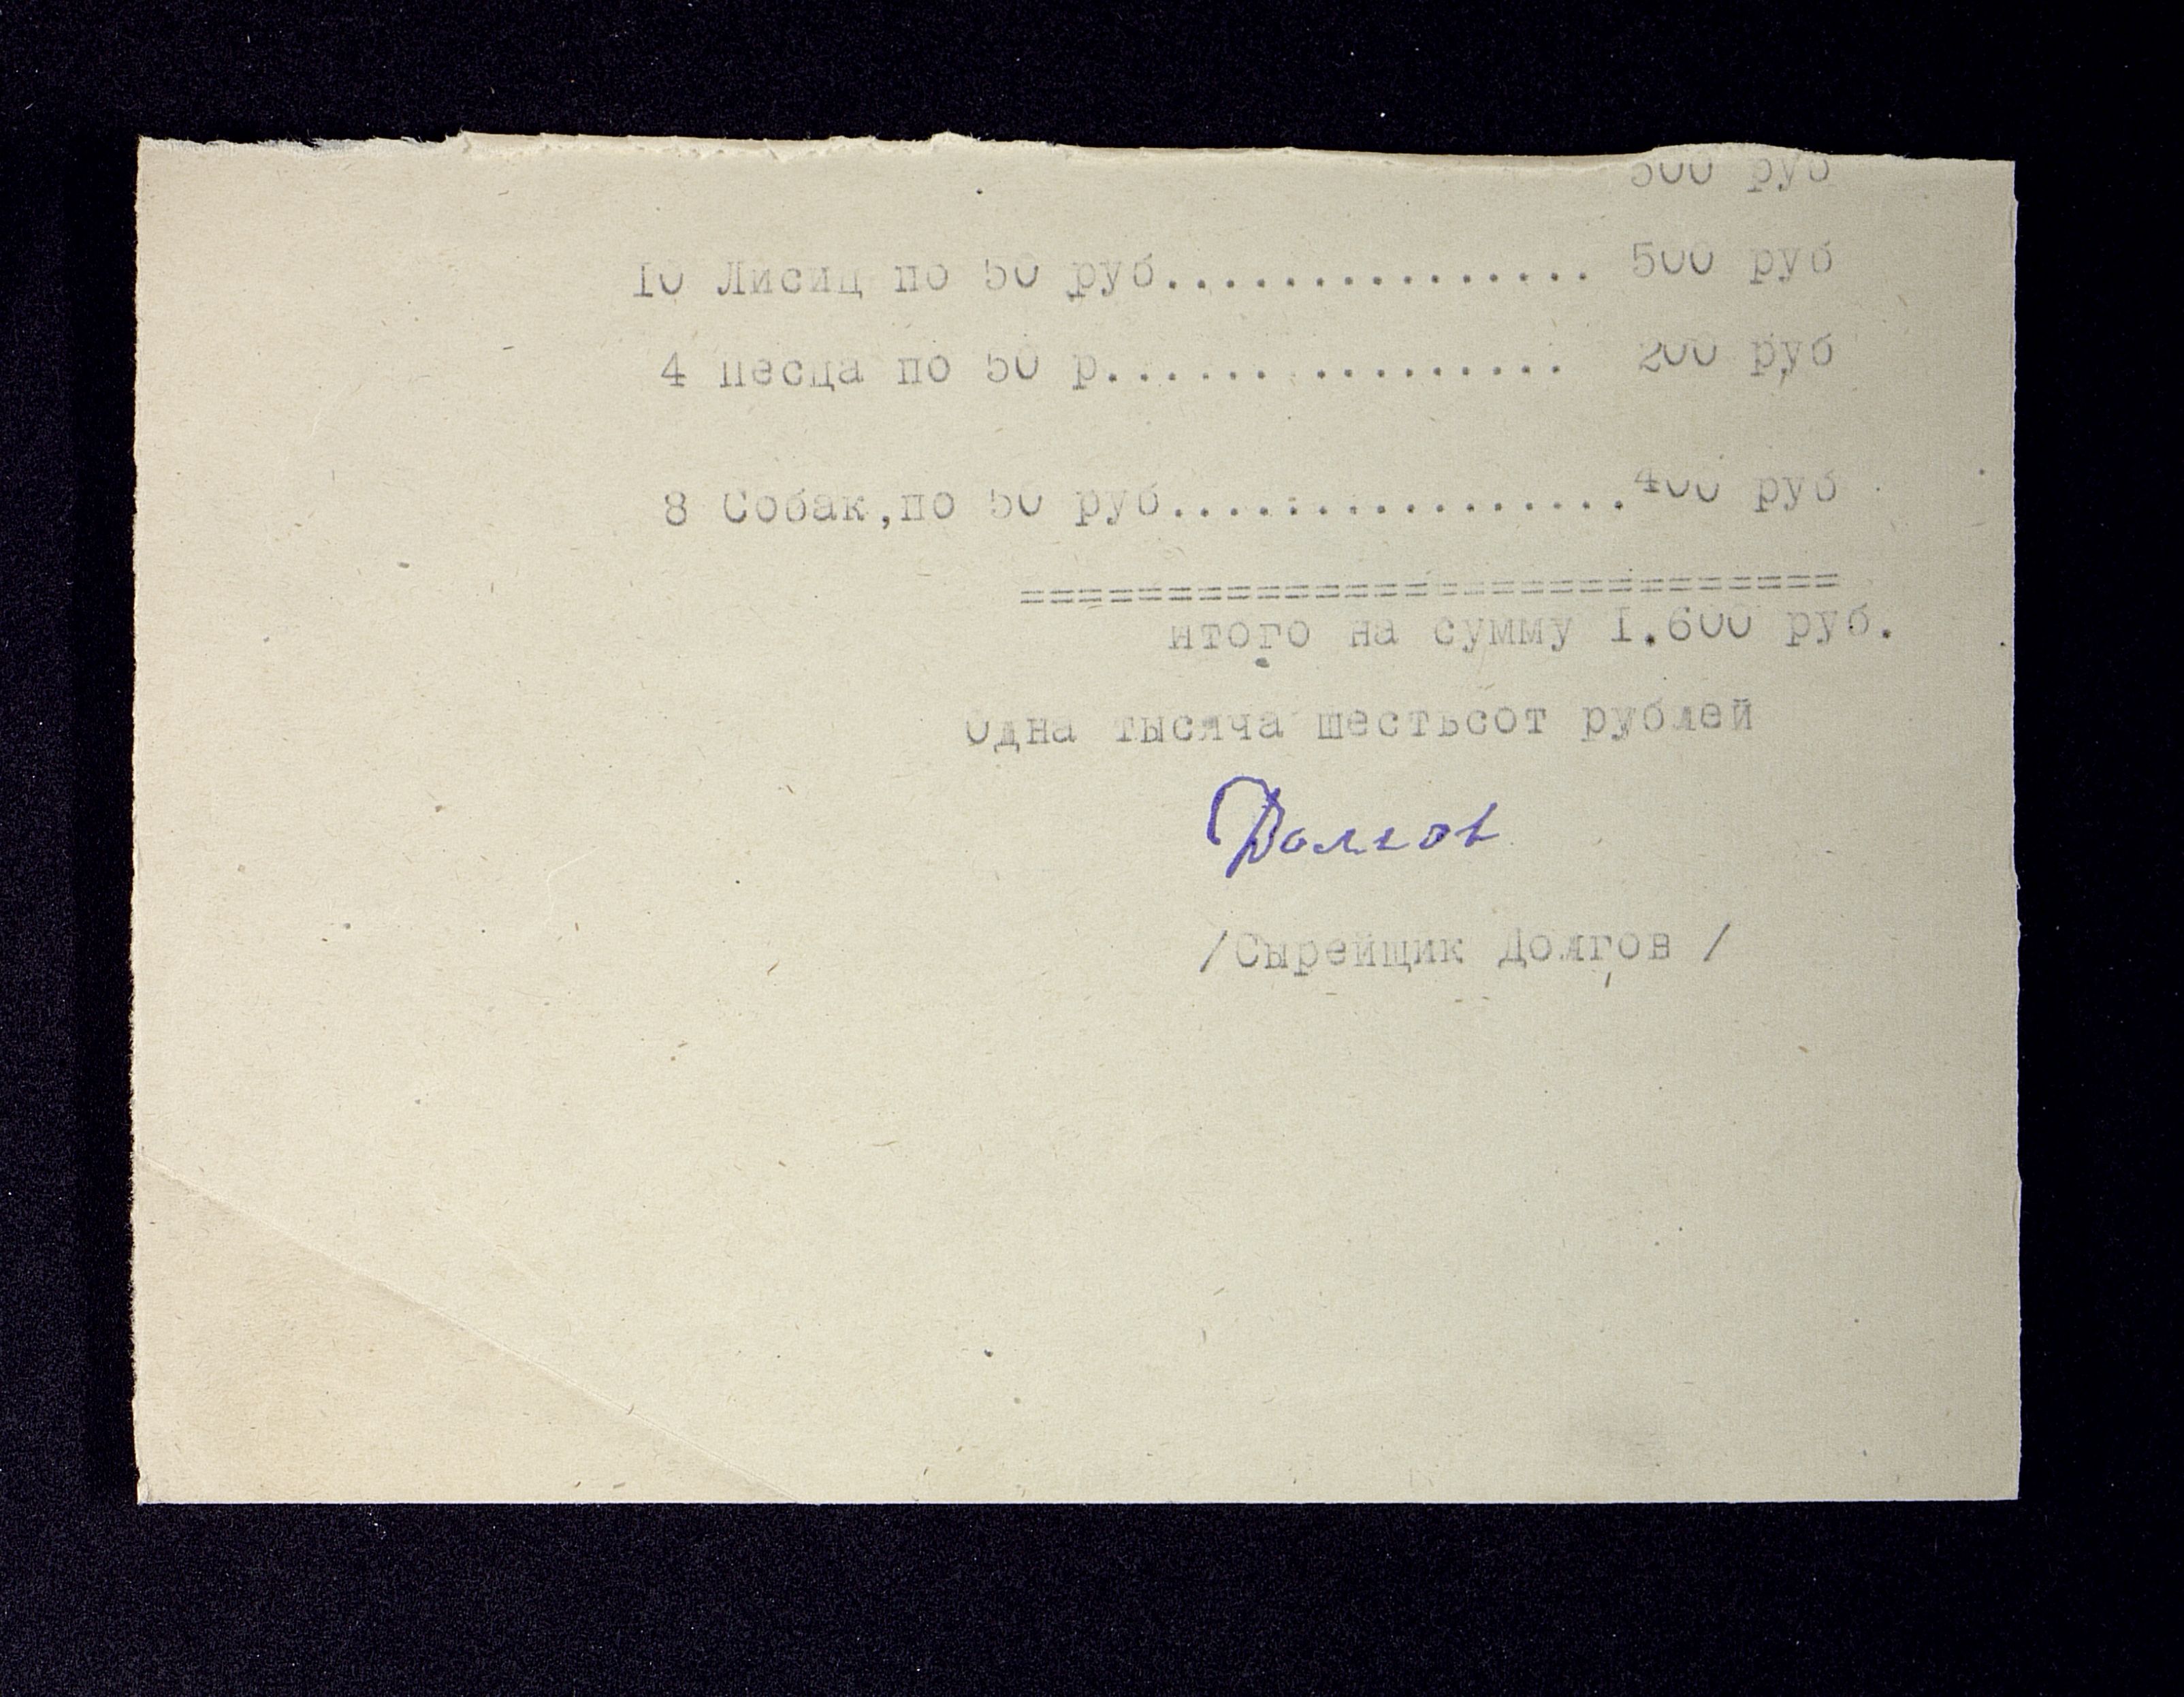 500 руб
10 Лисиц по 50 руб............... 500 руб
4 песца по 50 р................ 200 руб
8 Собак,по 50 руб................400 руб
============================
итого на сумму I.600 руб.
Одна тысяча шестьсот рублей
Долгов
/Сырейщик Долгов /